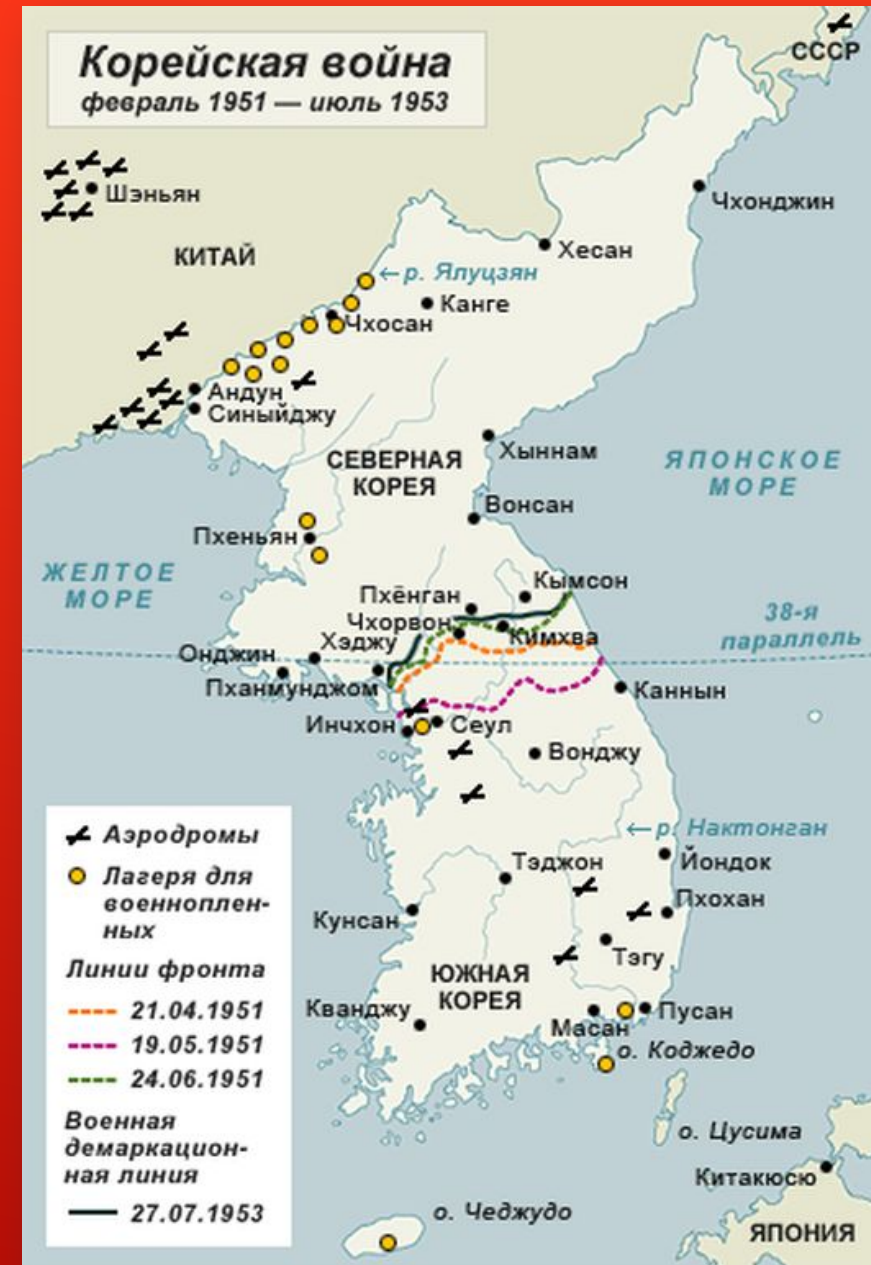 Корейская война
февраль 1951 — июль 1953
СССР
Шэньян
Чхонджин
КИТАЙ
Хесан
←р. Ялуцзян
Канге
Чхосан
Андун
Синыйджу
Хыннам
СЕВЕРНАЯ
КОРЕЯ
ЯПОНСКОЕ
МОРЕ
Вонсан
Пхеньян
ЖЕЛТОЕ
МОРЕ
Кымсон
Пхёнган
Чхорвон
Кимхва
38-я
параллель
Хэджу
Онджин
Пханмунджом
Каннын
Инчхон
Сеул
Вонджу
←р. Нактонган
Йондок
Тэджон
Пхохан
Кунсан
Тэгу
ЮЖНАЯ
КОРЕЯ
Кванджу
Масан
Пусан
о. Коджедо
о. Цусима
Китакюсю
о. Чеджудо
ЯПОНИЯ
Аэродромы
Лагеря для
военноплен-
ных
Линии фронта
21.04.1951
19.05.1951
24.06.1951
Военная
демаркацион-
ная линия
27.07.1953